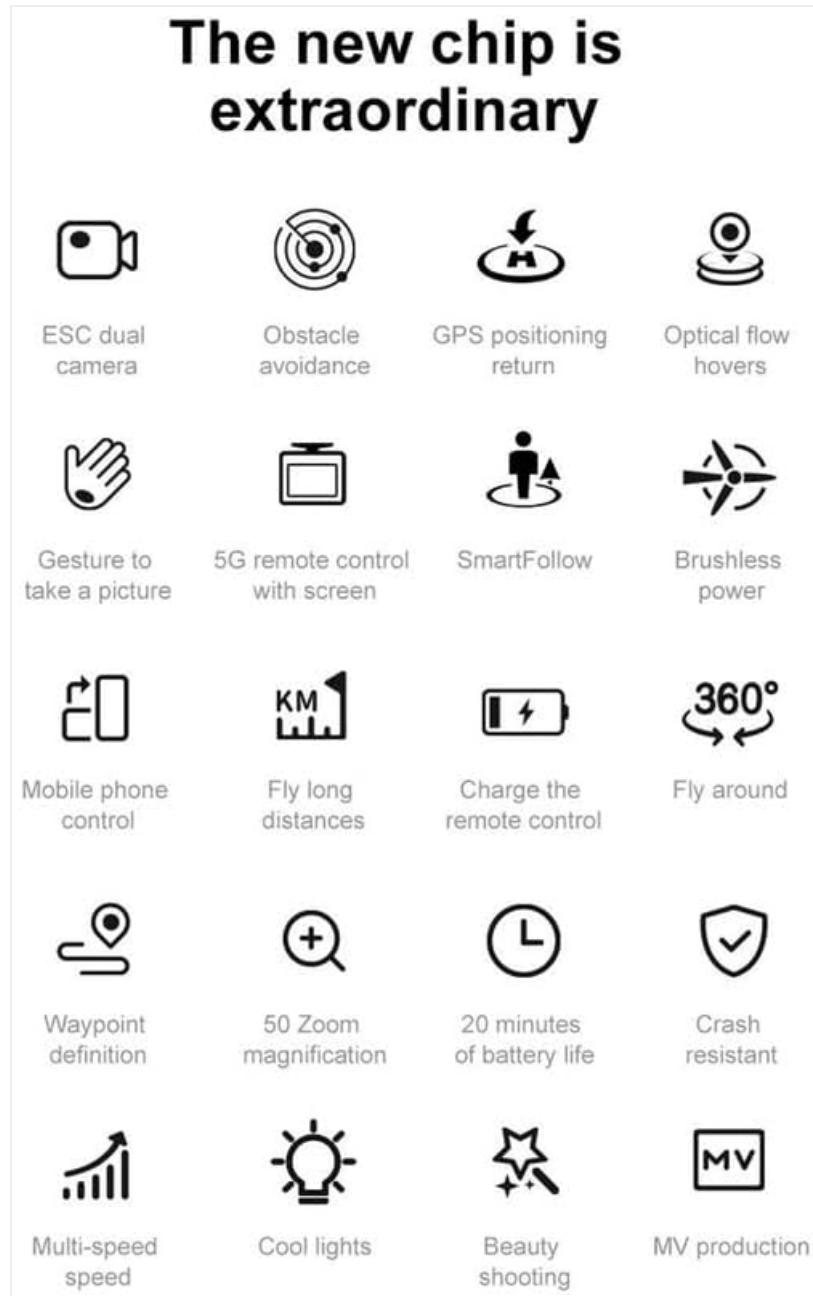 The new chip is
extraordinary
ESC dual
camera
Obstacle
avoidance
GPS positioning
return
Optical flow
hovers
Gesture to
take a picture
5G remote control
with screen
SmartFollow
Brushless
power
Mobile phone
control
KM
Fly long
distances
Charge the
remote control
360°
Fly around
Waypoint
definition
50 Zoom
magnification
20 minutes
of battery life
Crash
resistant
Multi-speed
speed
Cool lights
Beauty
shooting
MV
MV production